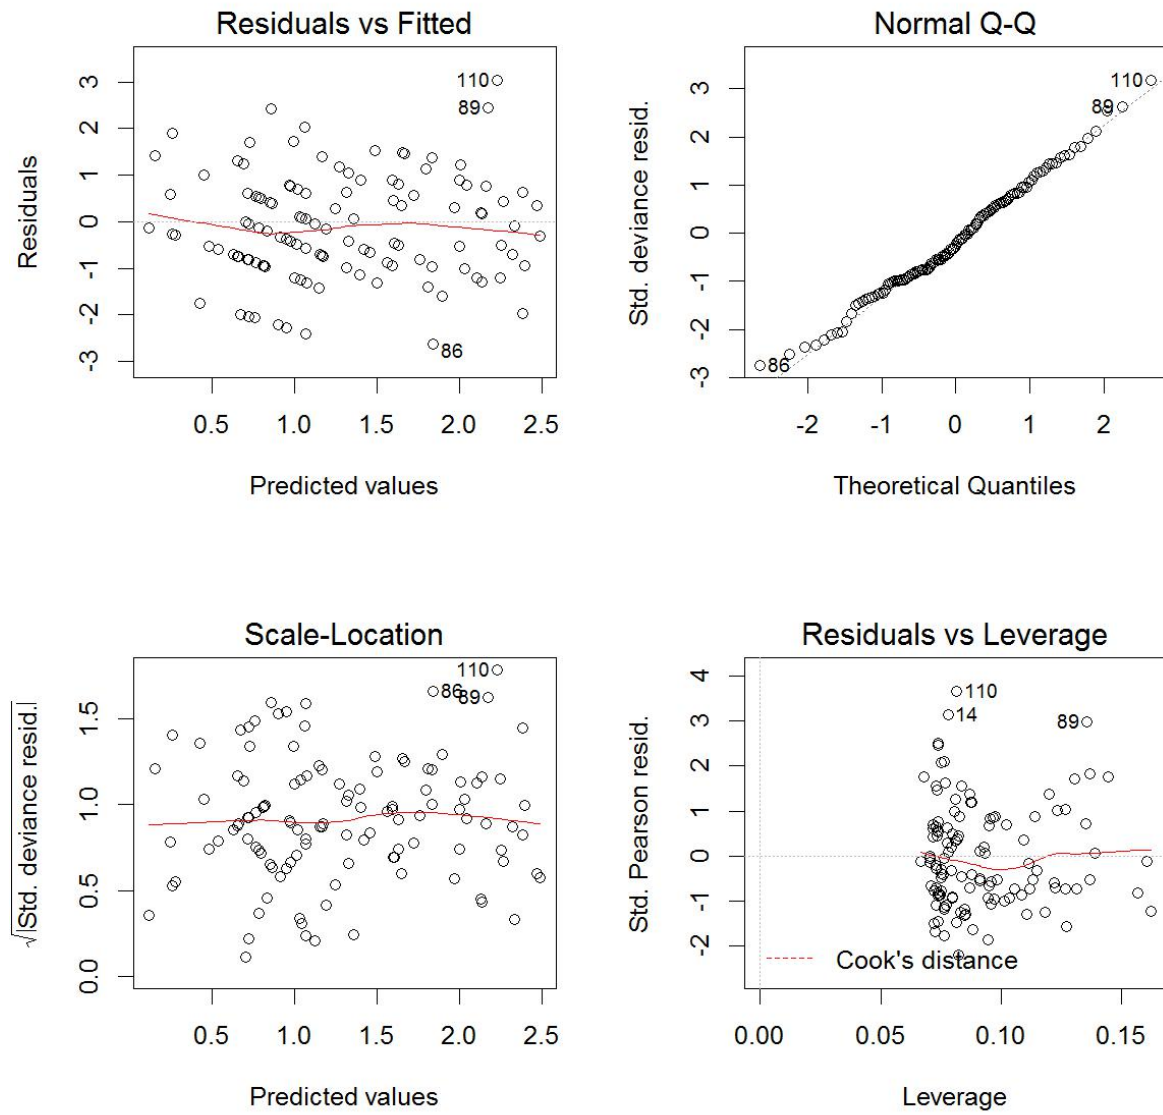 Residuals vs Fitted
Residuals
3
2
1
0
-1
-2
-3
110
89
86
0.5 1.0 1.5 2.0 2.5
Predicted values
Normal Q-Q
Std. deviance resid.
3
2
1
0
-1
-2
-3
110
89
86
-2 -1 0 1 2
Theoretical Quantiles
Scale-Location
√|Std. deviance resid.|
1.5
1.0
0.5
0.0
110
86
89
0.5 1.0 1.5 2.0 2.5
Predicted values
Residuals vs Leverage
Std. Pearson resid.
4
3
2
1
0
-1
-2
110
14
89
Cook's distance
0.00 0.05 0.10 0.15
Leverage